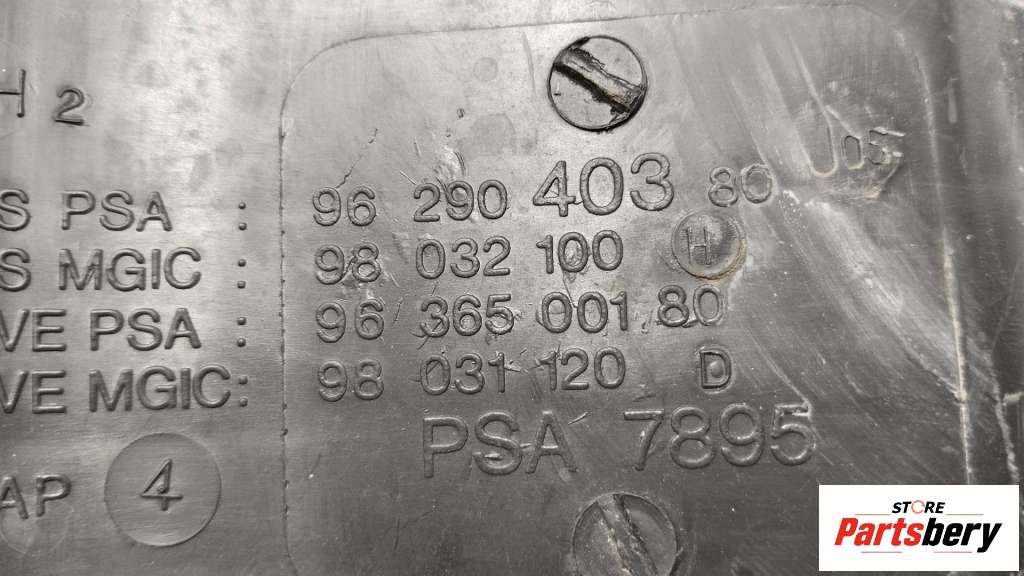 H 2
J05
S PSA : 96 290 403 80
S MGIC : 98 032 100 H
VE PSA : 96 365 001 80
VE MGIC: 98 031 120 D
PSA 7895
AP 4
STORE
Partsbery